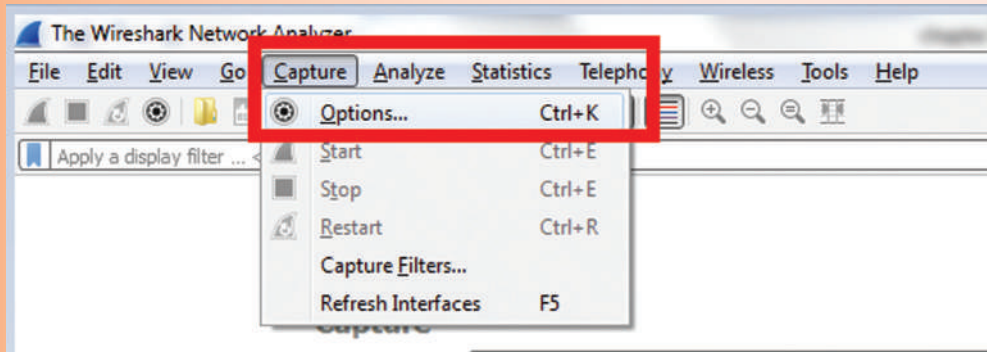 The Wireshark Network Analyzer
File Edit View Go Capture Analyze Statistics Telephony Wireless Tools Help
Options... Ctrl+K
Apply a display filter ... <
Start Ctrl+E
Stop Ctrl+E
Restart Ctrl+R
Capture Filters...
Refresh Interfaces F5
Capture